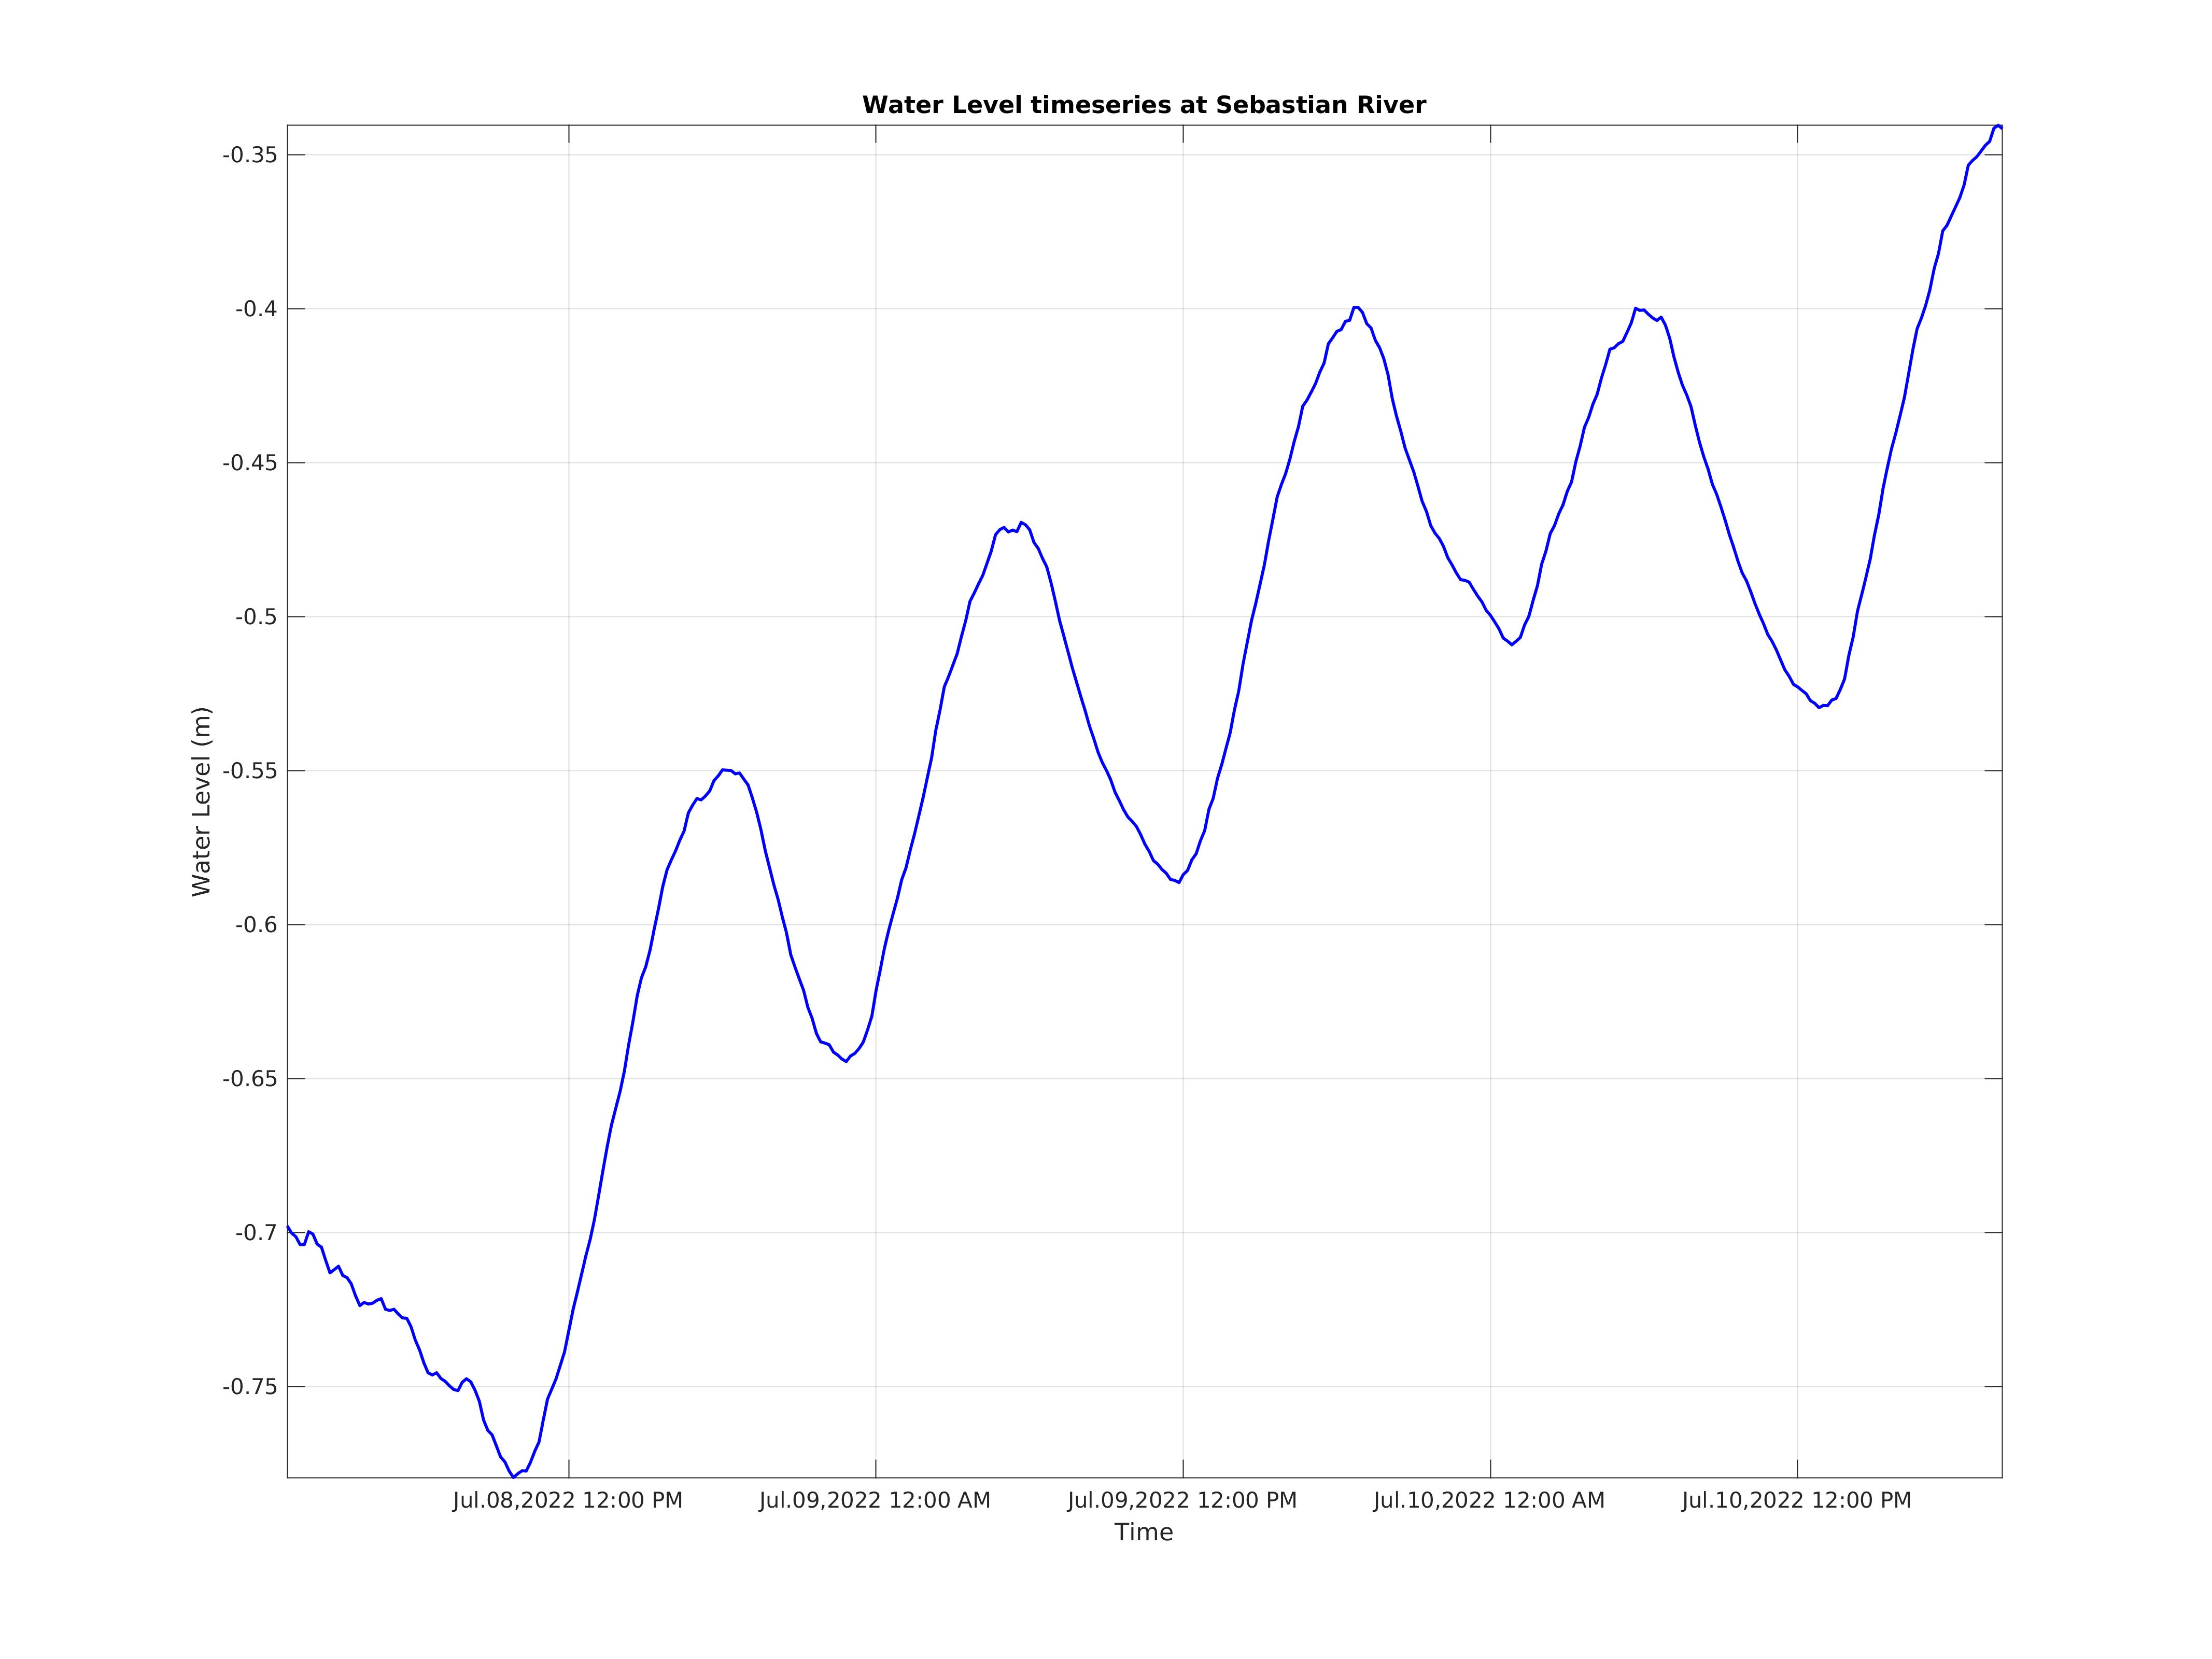 Water Level timeseries at Sebastian River
-0.35
-0.4
-0.45
-0.5
-0.55
-0.6
-0.65
-0.7
-0.75
Water Level (m)
Jul.08,2022 12:00 PM
Jul.09,2022 12:00 AM
Jul.09,2022 12:00 PM
Jul.10,2022 12:00 AM
Jul.10,2022 12:00 PM
Time